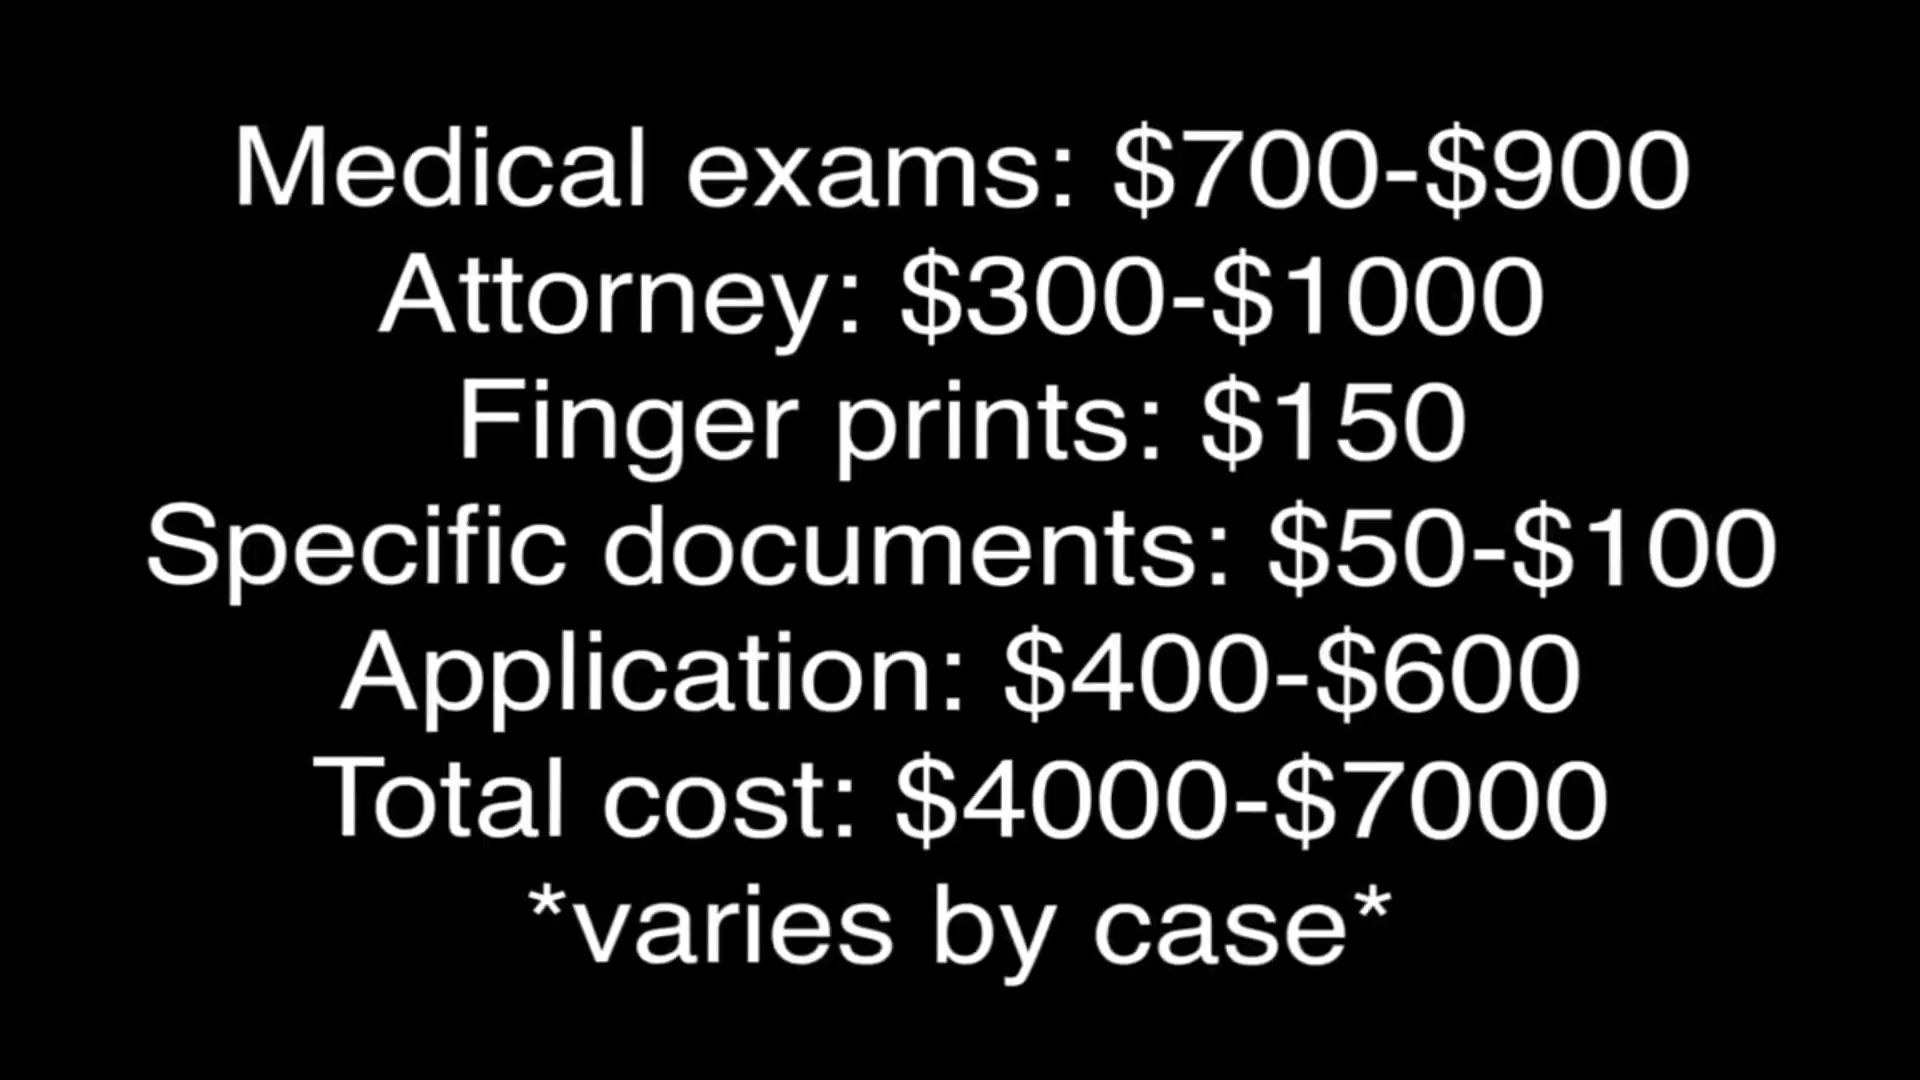 Medical exams: $700-$900
Attorney: $300-$1000
Finger prints: $150
Specific documents: $50-$100
Application: $400-$600
Total cost: $4000-$7000
*varies by case*